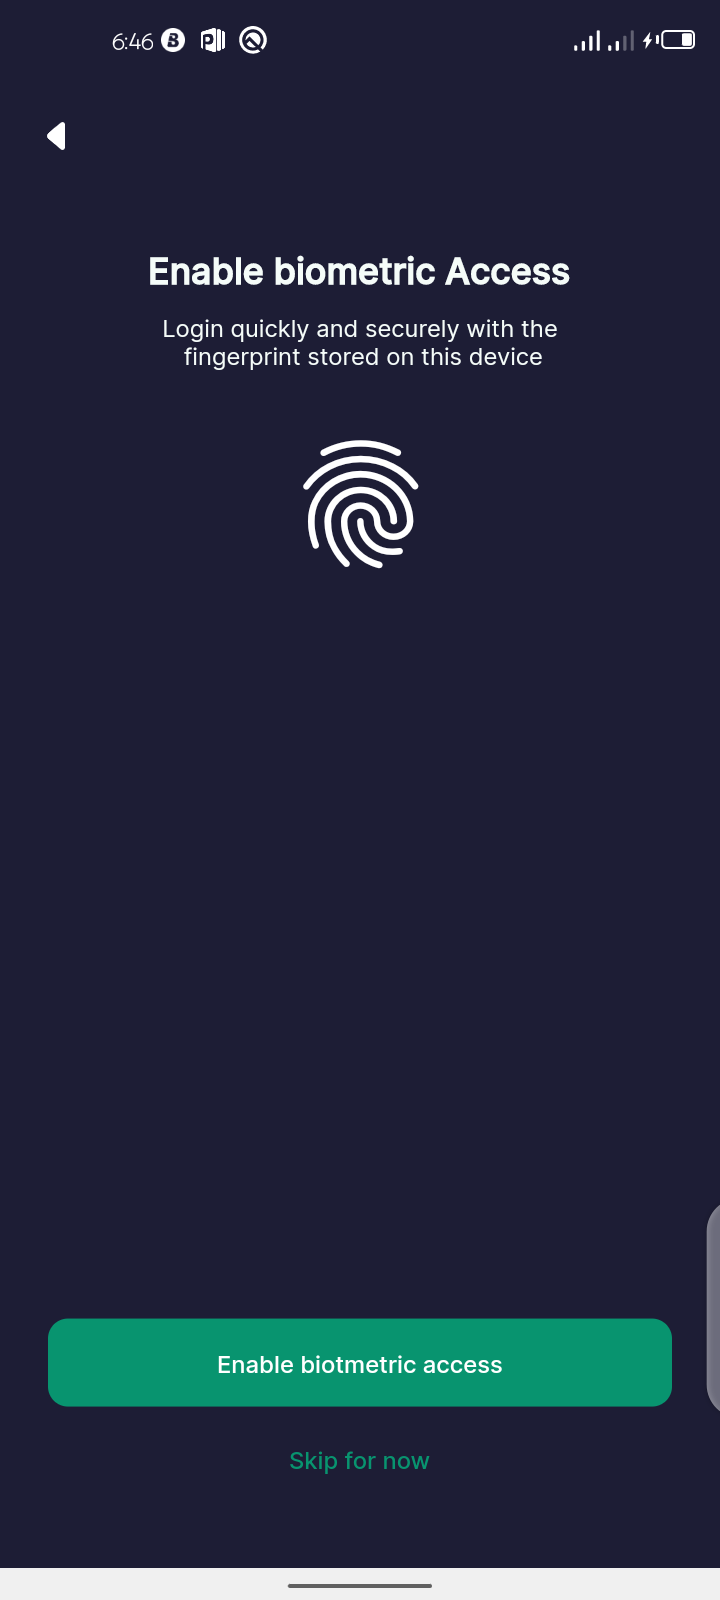 6:46
Enable biometric Access
Login quickly and securely with the
fingerprint stored on this device
Enable biotmetric access
Skip for now